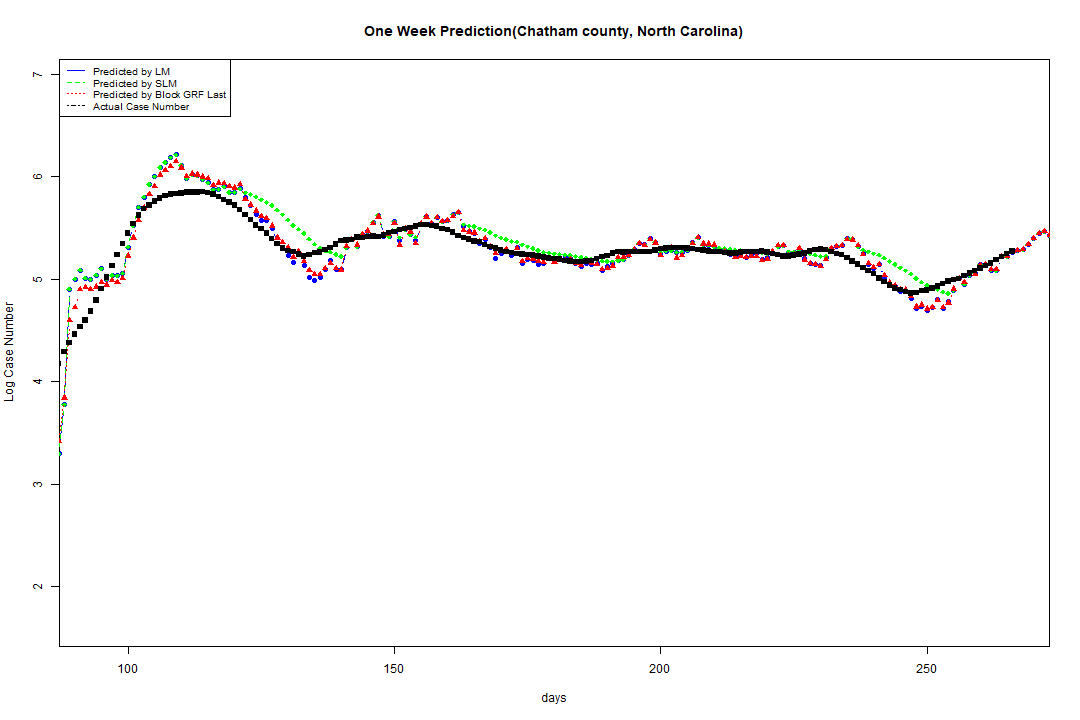 One Week Prediction(Chatham county, North Carolina)
Predicted by LM
Predicted by SLM
Predicted by Block GRF Last
Actual Case Number
7
6
5
4
3
2
Log Case Number
100 150 200 250
days